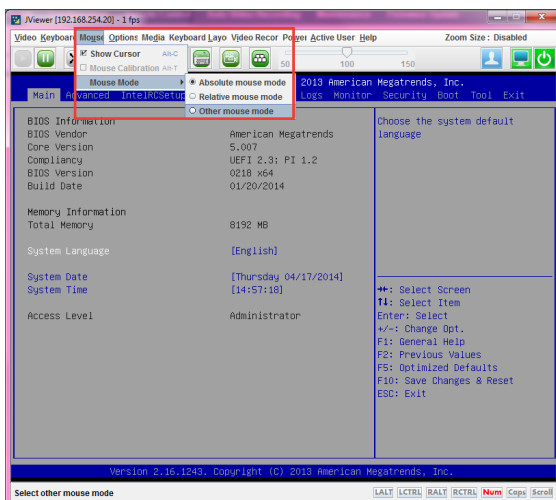 JViewer [192.168.254.20] - 1 fps
Video Keyboard Mouse Options Media Keyboard Layo Video Recor Power Active User Help Zoom Size : Disabled
Show Cursor Alt-C
Mouse Calibration Alt-T
Mouse Mode
Absolute mouse mode
Relative mouse mode
Other mouse mode
50 100 150
2013 American Megatrends, Inc.
Main Advanced IntelRCSetup Logs Monitor Security Boot Tool Exit
BIOS Information
BIOS Vendor American Megatrends
Core Version 5.007
Compliancy UEFI 2.3; PI 1.2
BIOS Version 0218 x64
Build Date 01/20/2014
Memory Information
Total Memory 8192 MB
System Language [English]
System Date [Thursday 04/17/2014]
System Time [14:57:18]
Access Level Administrator
Choose the system default
language
→←: Select Screen
↑↓: Select Item
Enter: Select
+/-: Change Opt.
F1: General Help
F2: Previous Values
F5: Optimized Defaults
F10: Save Changes & Reset
ESC: Exit
Version 2.16.1243. Copyright (C) 2013 American Megatrends, Inc.
Select other mouse mode LALT LCTRL RALT RCTRL Num Caps Scroll